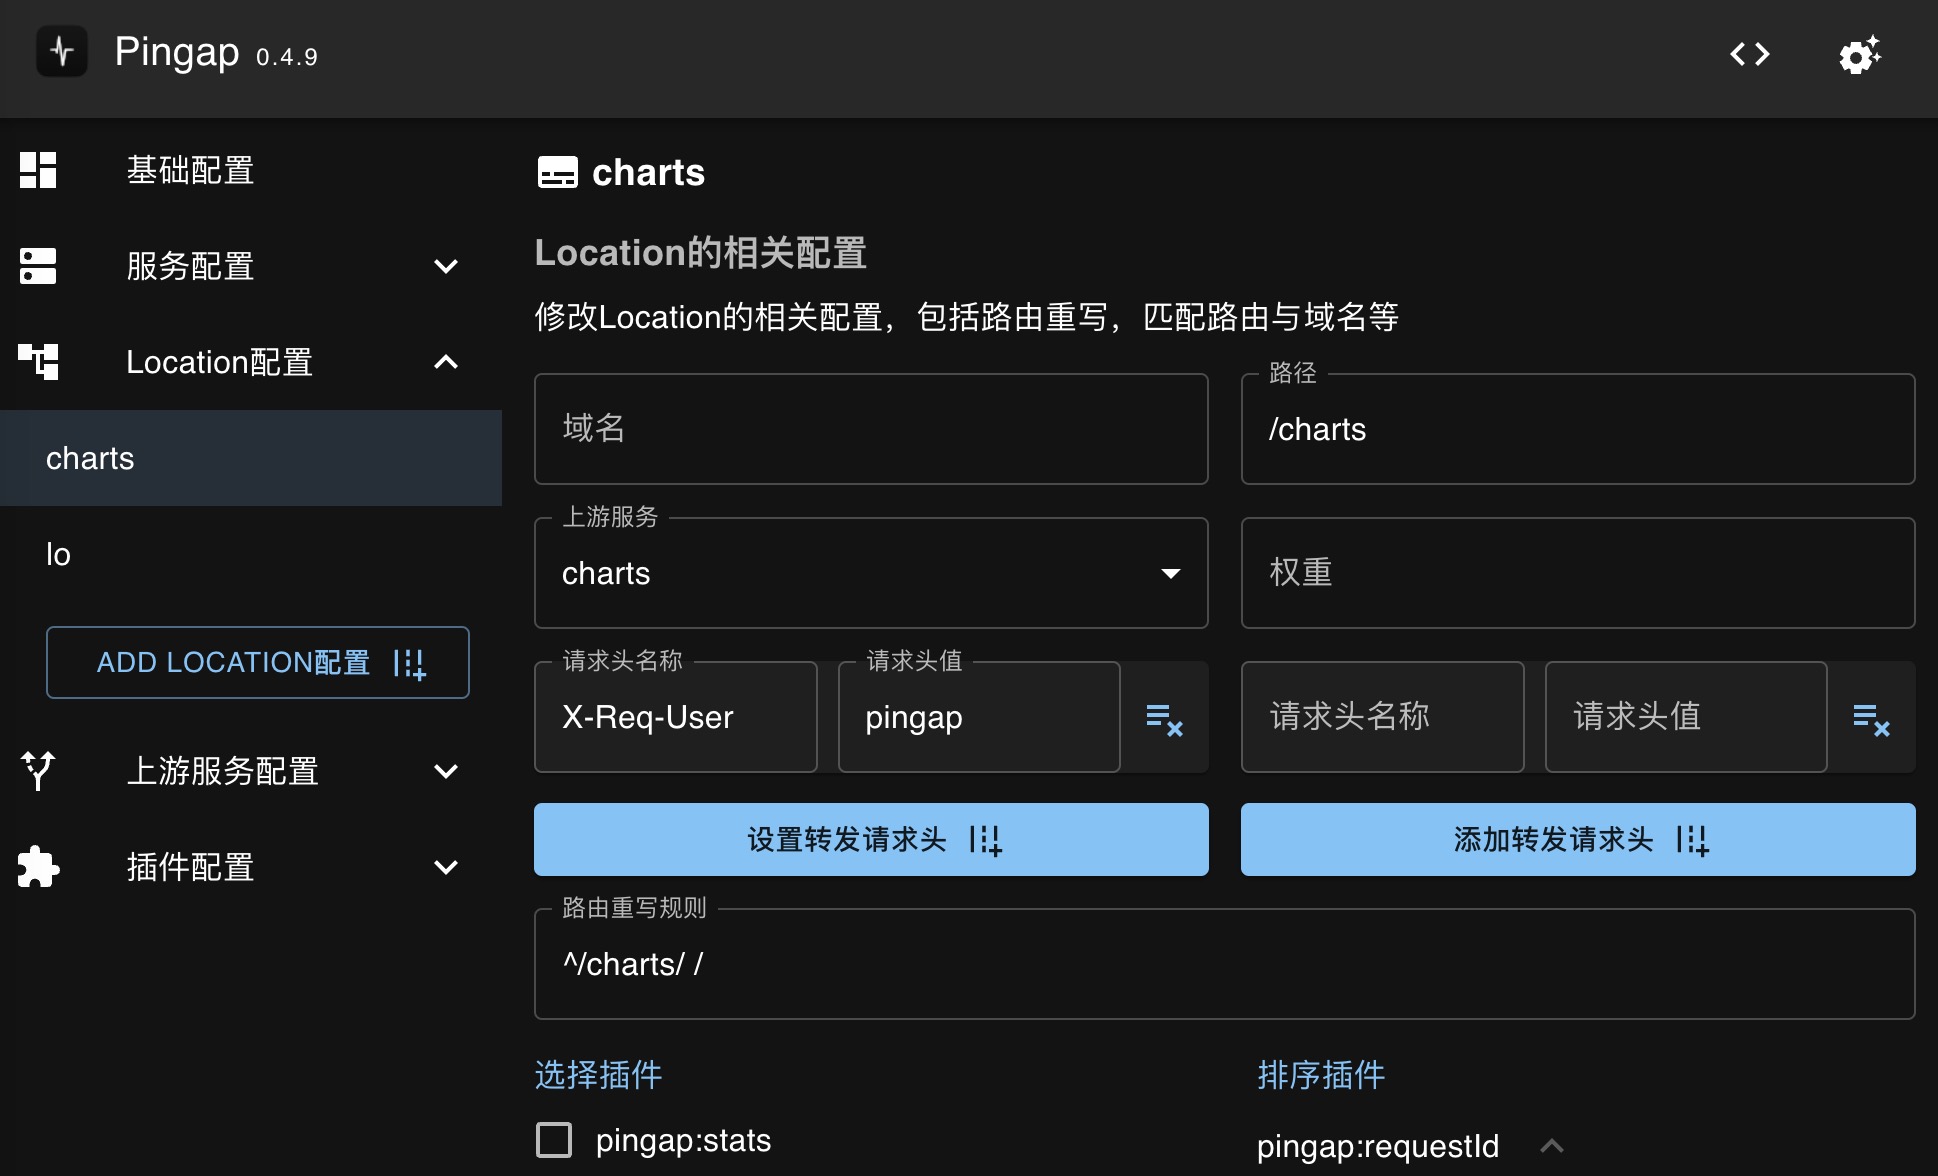 Pingap 0.4.9
基础配置
服务配置
Location配置
charts
lo
ADD LOCATION配置
上游服务配置
插件配置
charts
Location的相关配置
修改Location的相关配置，包括路由重写，匹配路由与域名等
域名
路径
/charts
上游服务
charts
权重
请求头名称
X-Req-User
请求头值
pingap
请求头名称
请求头值
设置转发请求头
添加转发请求头
路由重写规则
^/charts/ /
选择插件
排序插件
pingap:stats
pingap:requestId